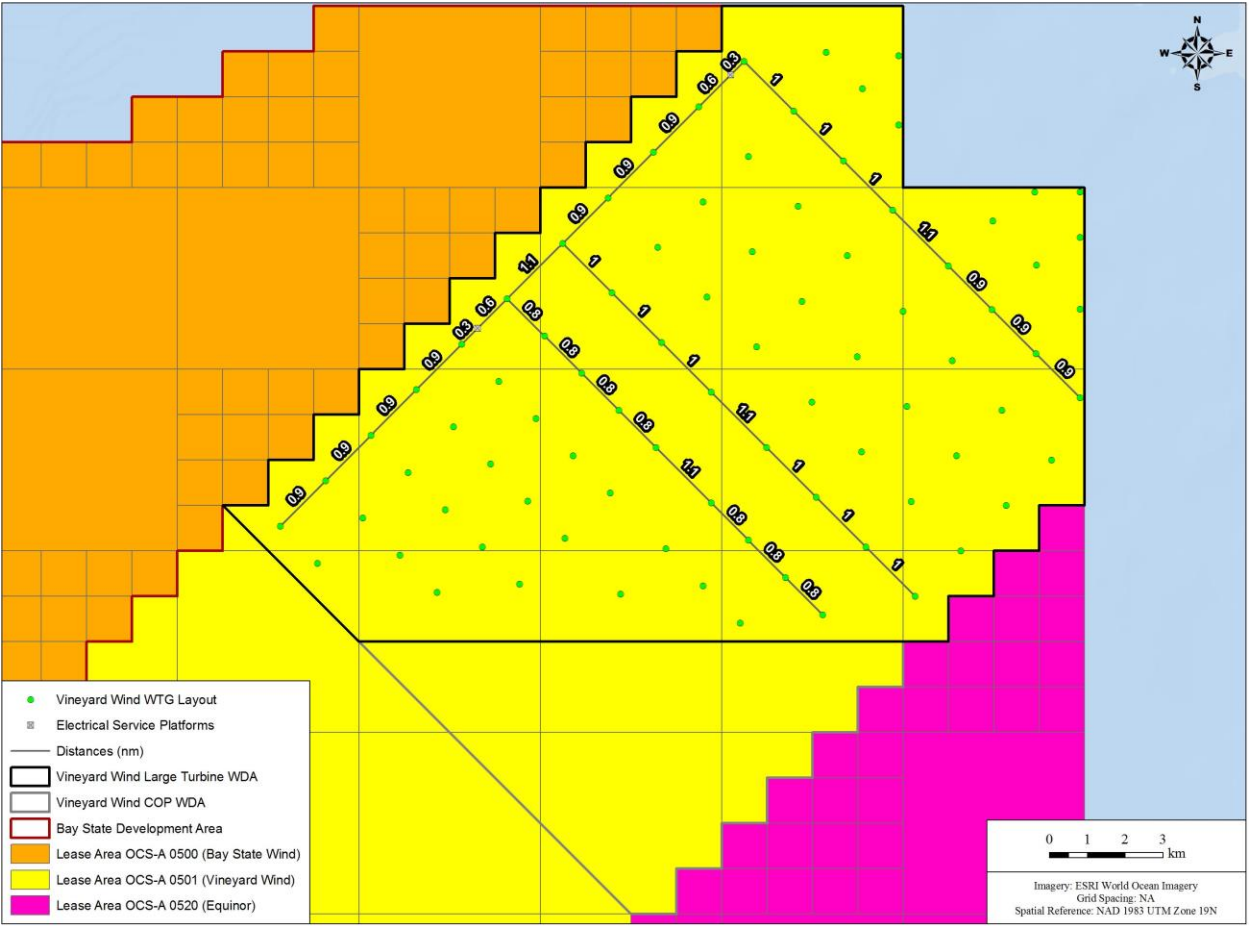 N
W
E
S
0.3
0.6
0.9
0.9
0.9
1.1
0.6
0.3
0.9
0.9
0.9
0.9
1
1
1
1.1
0.9
0.9
0.9
1
1
1
1.1
1
1
1
0.8
0.8
0.8
0.8
1.1
0.8
0.8
0.8
Vineyard Wind WTG Layout
Electrical Service Platforms
Distances (nm)
Vineyard Wind Large Turbine WDA
Vineyard Wind COP WDA
Bay State Development Area
Lease Area OCS-A 0500 (Bay State Wind)
Lease Area OCS-A 0501 (Vineyard Wind)
Lease Area OCS-A 0520 (Equinor)
0 1 2 3
km
Imagery: ESRI World Ocean Imagery
Grid Spacing: NA
Spatial Reference: NAD 1983 UTM Zone 19N